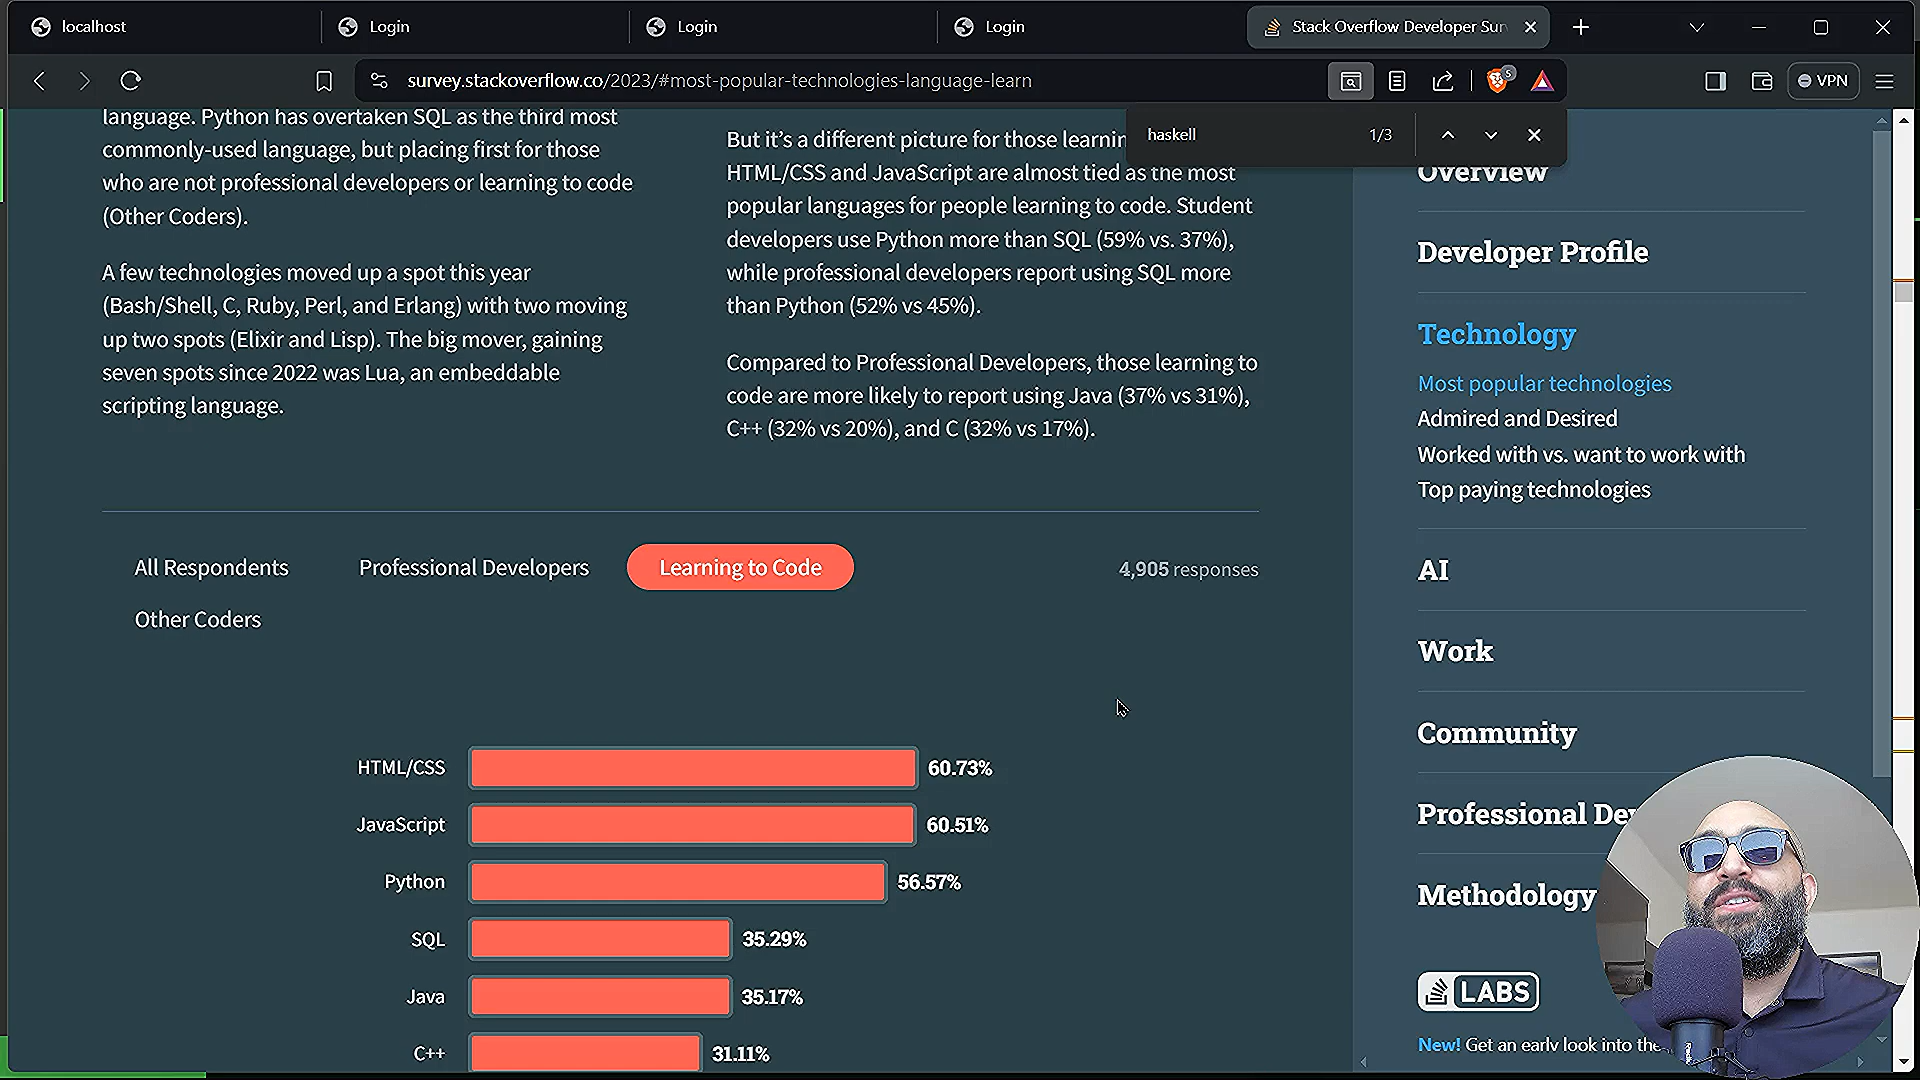 localhost
Login
Login
Login
Stack Overflow Developer Sur
survey.stackoverflow.co/2023/#most-popular-technologies-language-learn
5
VPN
haskell
1/3
language. Python has overtaken SQL as the third most
commonly-used language, but placing first for those
who are not professional developers or learning to code
(Other Coders).
A few technologies moved up a spot this year
(Bash/Shell, C, Ruby, Perl, and Erlang) with two moving
up two spots (Elixir and Lisp). The big mover, gaining
seven spots since 2022 was Lua, an embeddable
scripting language.
But it's a different picture for those learnin
HTML/CSS and JavaScript are almost tied as the most
popular languages for people learning to code. Student
developers use Python more than SQL (59% vs. 37%),
while professional developers report using SQL more
than Python (52% vs 45%).
Compared to Professional Developers, those learning to
code are more likely to report using Java (37% vs 31%),
C++ (32% vs 20%), and C (32% vs 17%).
All Respondents
Professional Developers
Learning to Code
4,905 responses
Other Coders
HTML/CSS 60.73%
JavaScript 60.51%
Python 56.57%
SQL 35.29%
Java 35.17%
C++ 31.11%
Overview
Developer Profile
Technology
Most popular technologies
Admired and Desired
Worked with vs. want to work with
Top paying technologies
AI
Work
Community
Professional De
Methodology
LABS
New! Get an early look into the